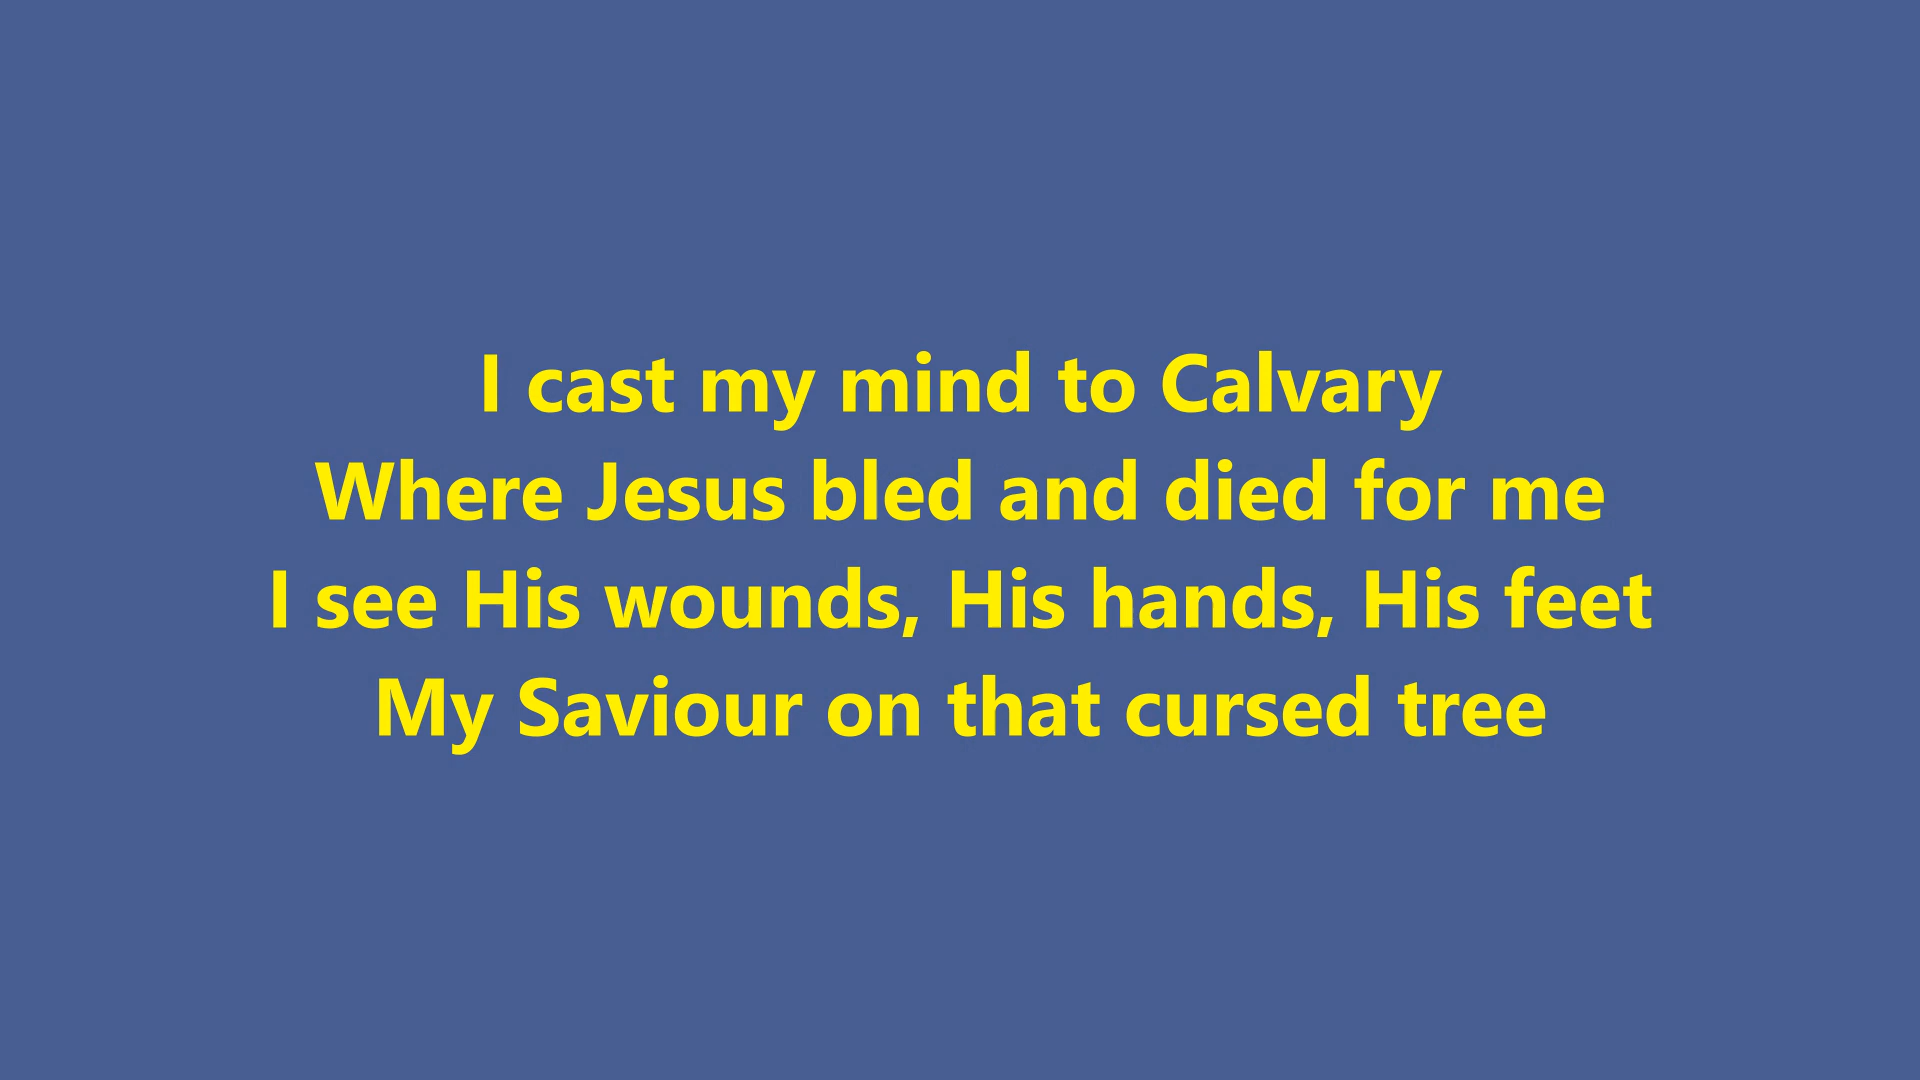 I cast my mind to Calvary
Where Jesus bled and died for me
I see His wounds, His hands, His feet
My Saviour on that cursed tree